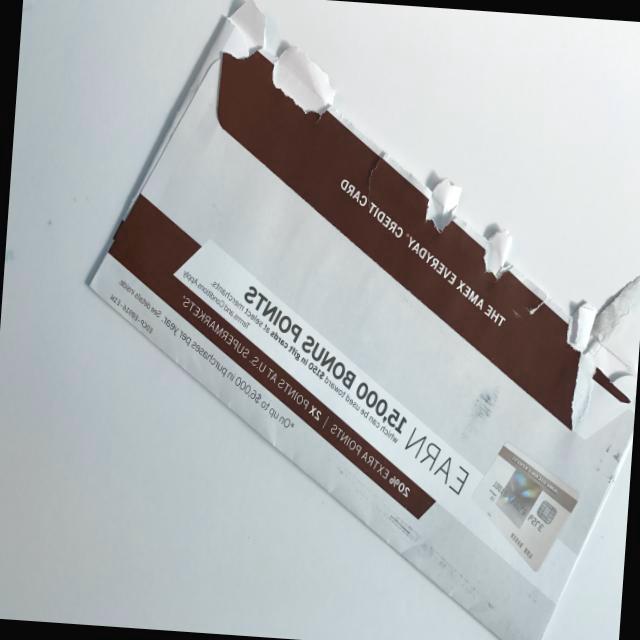 THE AMEX EVERYDAY® CREDIT CARD
EARN 15,000 BONUS POINTS
which can be used toward $150 in gift cards at select merchants.
Terms and Conditions Apply.
20% EXTRA POINTS | 2X POINTS AT U.S. SUPERMARKETS*
*On up to $6,000 in purchases per year. See details inside.